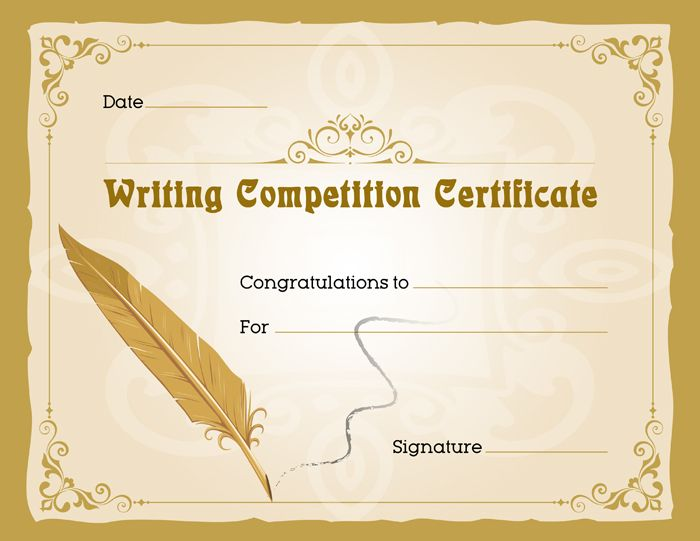 Date
Writing Competition Certificate
Congratulations to
For
Signature